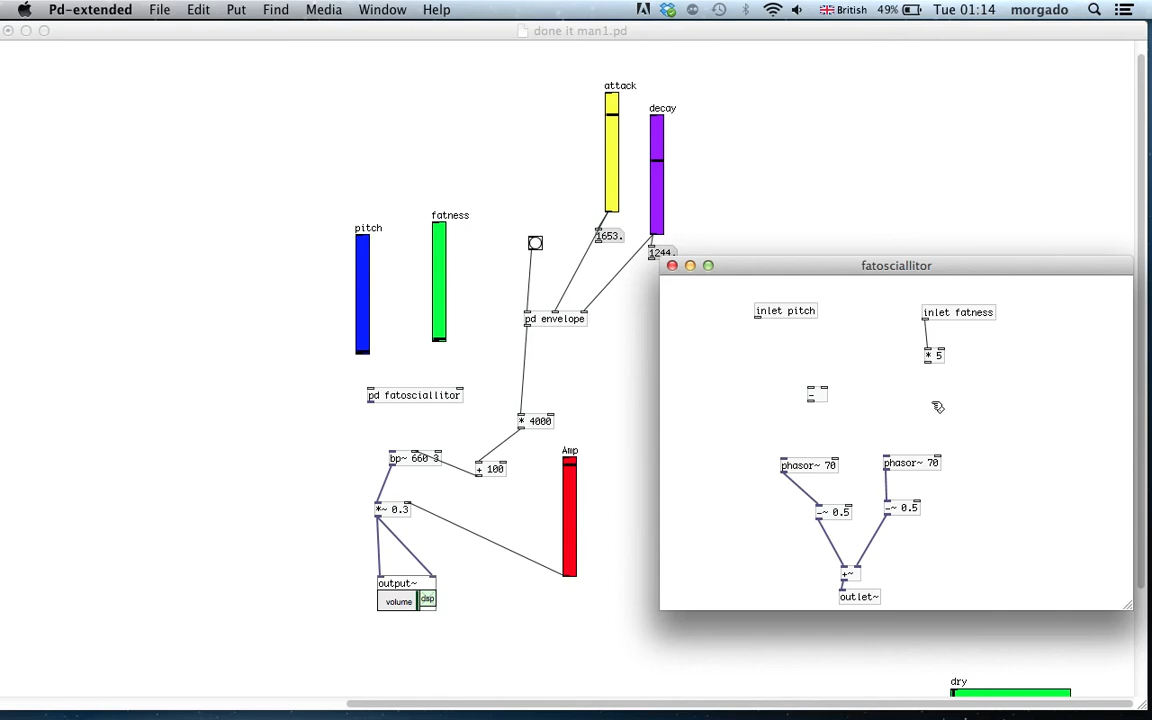 Pd-extended File Edit Put Find Media Window Help British 49% Tue 01:14 morgado
done it man1.pd
attack
decay
fatness
pitch
1653.
1244.
pd envelope
pd fatosciallitor
* 4000
Amp
bp~ 660 3
+ 100
*~ 0.3
output~
volume
dsp
dry
fatosciallitor
inlet pitch
inlet fatness
* 5
-
phasor~ 70
phasor~ 70
-~ 0.5
-~ 0.5
+~
outlet~